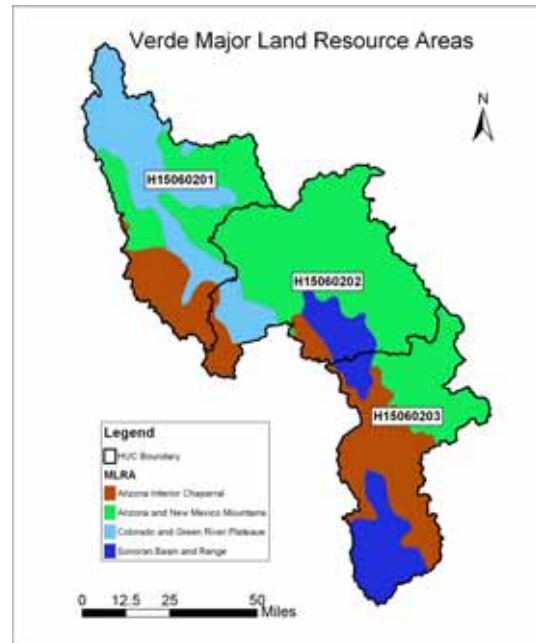 Verde Major Land Resource Areas
N
H15060201
H15060202
H15060203
Legend
HUC Boundary
MLRA
Arizona Interior Chaparral
Arizona and New Mexico Mountains
Colorado and Green River Plateaus
Sonoran Basin and Range
0 12.5 25 50
Miles